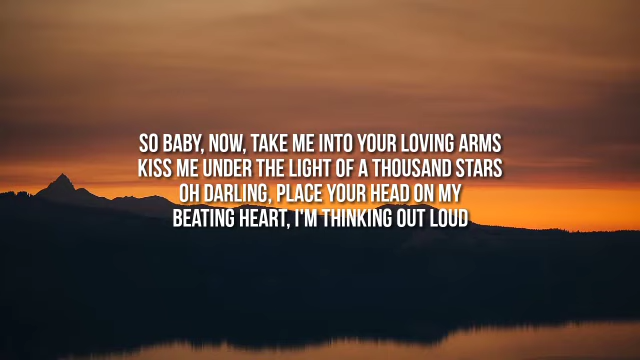 SO BABY, NOW, TAKE ME INTO YOUR LOVING ARMS
KISS ME UNDER THE LIGHT OF A THOUSAND STARS
OH DARLING, PLACE YOUR HEAD ON MY
BEATING HEART, I'M THINKING OUT LOUD